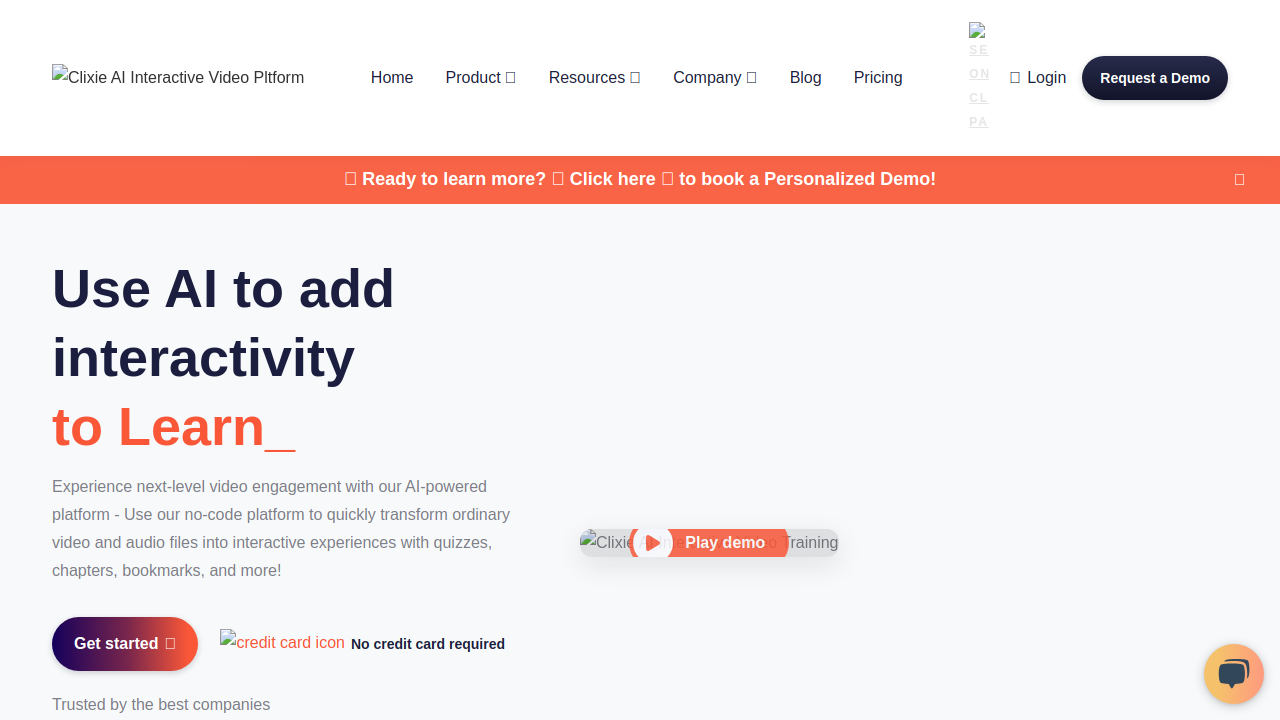 Clixie AI Interactive Video Pltform
Home
Product
Resources
Company
Blog
Pricing
SE
ON
CL
PA
Login
Request a Demo
Ready to learn more? Click here to book a Personalized Demo!
Use AI to add
interactivity
to Learn_
Experience next-level video engagement with our AI-powered
platform - Use our no-code platform to quickly transform ordinary
video and audio files into interactive experiences with quizzes,
chapters, bookmarks, and more!
Clixie AI Training
Play demo
Get started
credit card icon
No credit card required
Trusted by the best companies